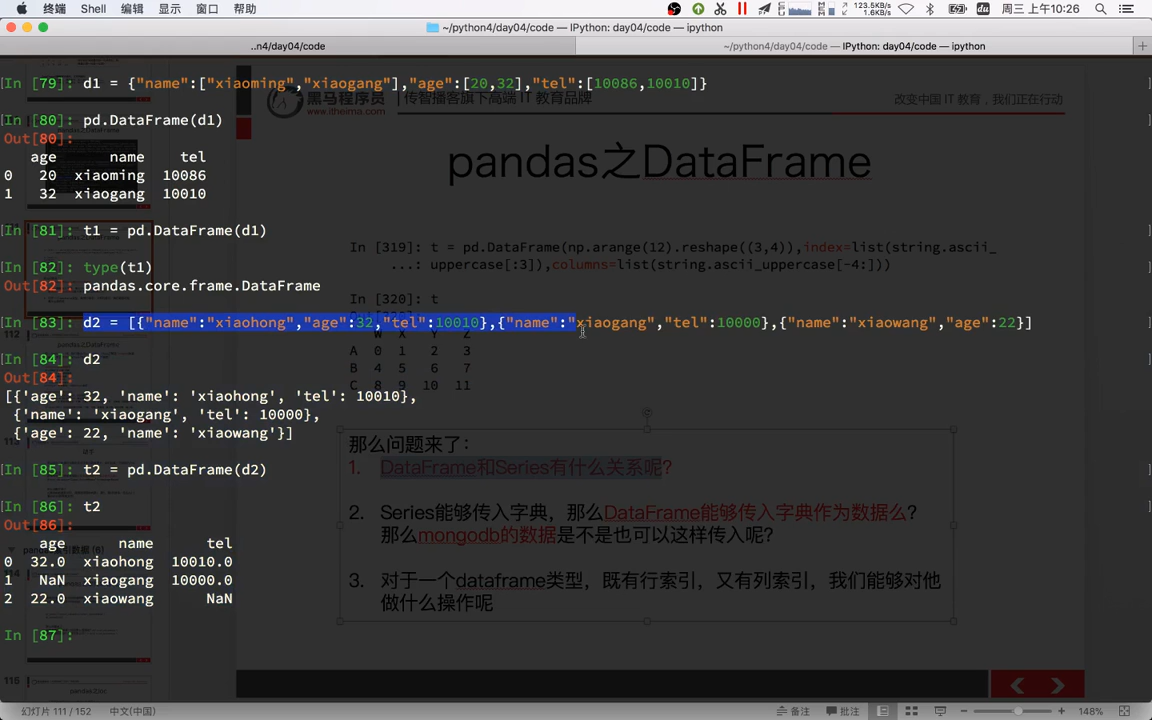 终端 Shell 编辑 显示 窗口 帮助 123.5KB/s 1.6KB/s 周三 上午10:26
~/python4/day04/code — IPython: day04/code — ipython
..n4/day04/code
~/python4/day04/code — IPython: day04/code — ipython
In [79]: d1 = {"name":["xiaoming","xiaogang"],"age":[20,32],"tel":[10086,10010]}
黑马程序员 传智播客旗下高端 IT 教育品牌
www.itheima.com
改变中国 IT 教育，我们正在行动
In [80]: pd.DataFrame(d1)
Out[80]:
age name tel
0 20 xiaoming 10086
1 32 xiaogang 10010
pandas之DataFrame
In [81]: t1 = pd.DataFrame(d1)
In [82]: type(t1)
Out[82]: pandas.core.frame.DataFrame
In [319]: t = pd.DataFrame(np.arange(12).reshape((3,4)),index=list(string.ascii_
...: uppercase[:3]),columns=list(string.ascii_uppercase[-4:]))
In [320]: t
In [83]: d2 = [{"name":"xiaohong","age":32,"tel":10010},{"name":"xiaogang","tel":10000},{"name":"xiaowang","age":22}]
W X Y Z
A 0 1 2 3
B 4 5 6 7
C 8 9 10 11
In [84]: d2
Out[84]:
[{'age': 32, 'name': 'xiaohong', 'tel': 10010},
{'name': 'xiaogang', 'tel': 10000},
{'age': 22, 'name': 'xiaowang'}]
In [85]: t2 = pd.DataFrame(d2)
In [86]: t2
Out[86]:
age name tel
0 32.0 xiaohong 10010.0
1 NaN xiaogang 10000.0
2 22.0 xiaowang NaN
In [87]:
那么问题来了：
1. DataFrame和Series有什么关系呢?
2. Series能够传入字典，那么DataFrame能够传入字典作为数据么?
那么mongodb的数据是不是也可以这样传入呢?
3. 对于一个dataframe类型，既有行索引，又有列索引，我们能够对他
做什么操作呢
112
115
幻灯片 111 / 152 中文(中国) 备注 批注 148%